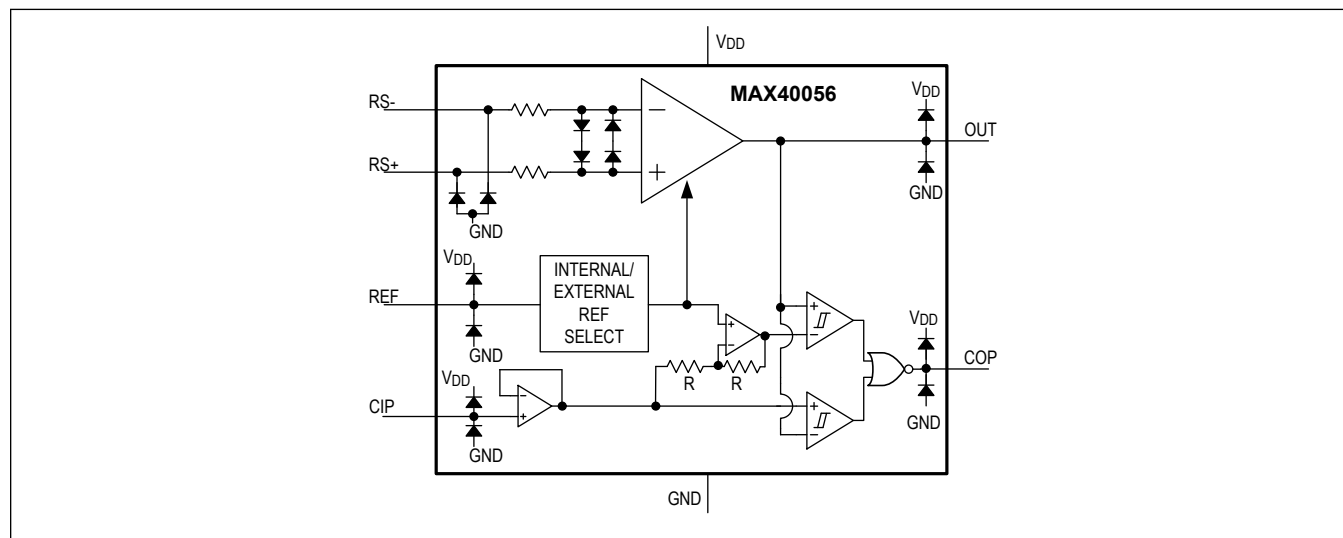 VDD
MAX40056
RS-
VDD
OUT
RS+
GND
GND
VDD
INTERNAL/
EXTERNAL
REF
SELECT
REF
+
-
+
-
VDD
GND
R R
COP
VDD
CIP
-
+
+
-
GND
GND
GND